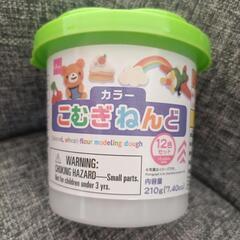 カラー
こむぎねんど
Colored, wheat-flour modeling dough
12色
セット
WARNING:
CHOKING HAZARD—Small parts.
Not for children under 3 yrs.
内容量
210g(7.40oz)